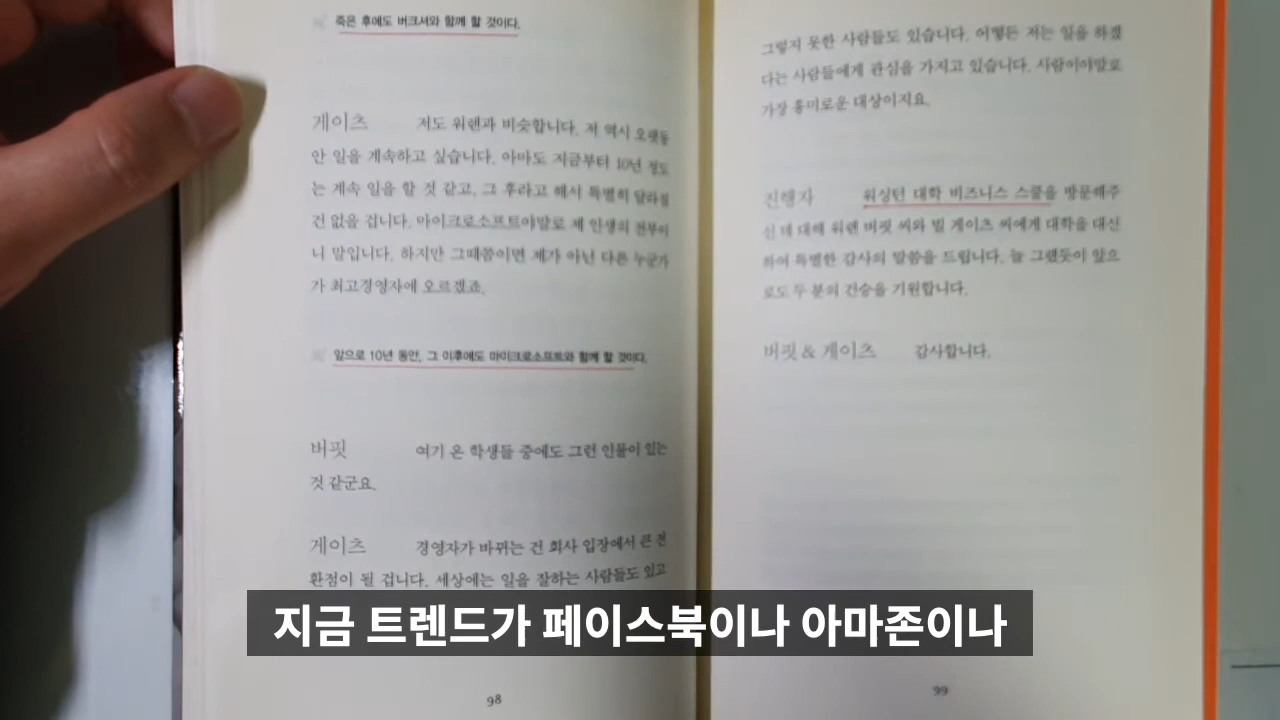 죽은 후에도 버크셔와 함께 할 것이다.
게이츠 저도 워렌과 비슷합니다. 저 역시 오랫동
안 일을 계속하고 싶습니다. 아마도 지금부터 10년 정도
는 계속 일을 할 것 같고, 그 후라고 해서 특별히 달라질
건 없을 겁니다. 마이크로소프트야말로 제 인생의 전부이
니 말입니다. 하지만 그때쯤이면 제가 아닌 다른 누군가
가 최고경영자에 오르겠죠.
앞으로 10년 동안, 그 이후에도 마이크로소프트와 함께 할 것이다.
버핏 여기 온 학생들 중에도 그런 인물이 있는
것 같군요.
게이츠 경영자가 바뀌는 건 회사 입장에서 큰 전
환점이 될 겁니다. 세상에는 일을 잘하는 사람들도 있고
98
그렇지 못한 사람들도 있습니다. 어떻든 저는 일을 하겠
다는 사람들에게 관심을 가지고 있습니다. 사람이야말로
가장 흥미로운 대상이지요.
진행자 워싱턴 대학 비즈니스 스쿨을 방문해주
신 데 대해 워렌 버핏 씨와 빌 게이츠 씨에게 대학을 대신
하여 특별한 감사의 말씀을 드립니다. 늘 그랬듯이 앞으
로도 두 분의 건승을 기원합니다.
버핏 & 게이츠 감사합니다.
99
지금 트렌드가 페이스북이나 아마존이나